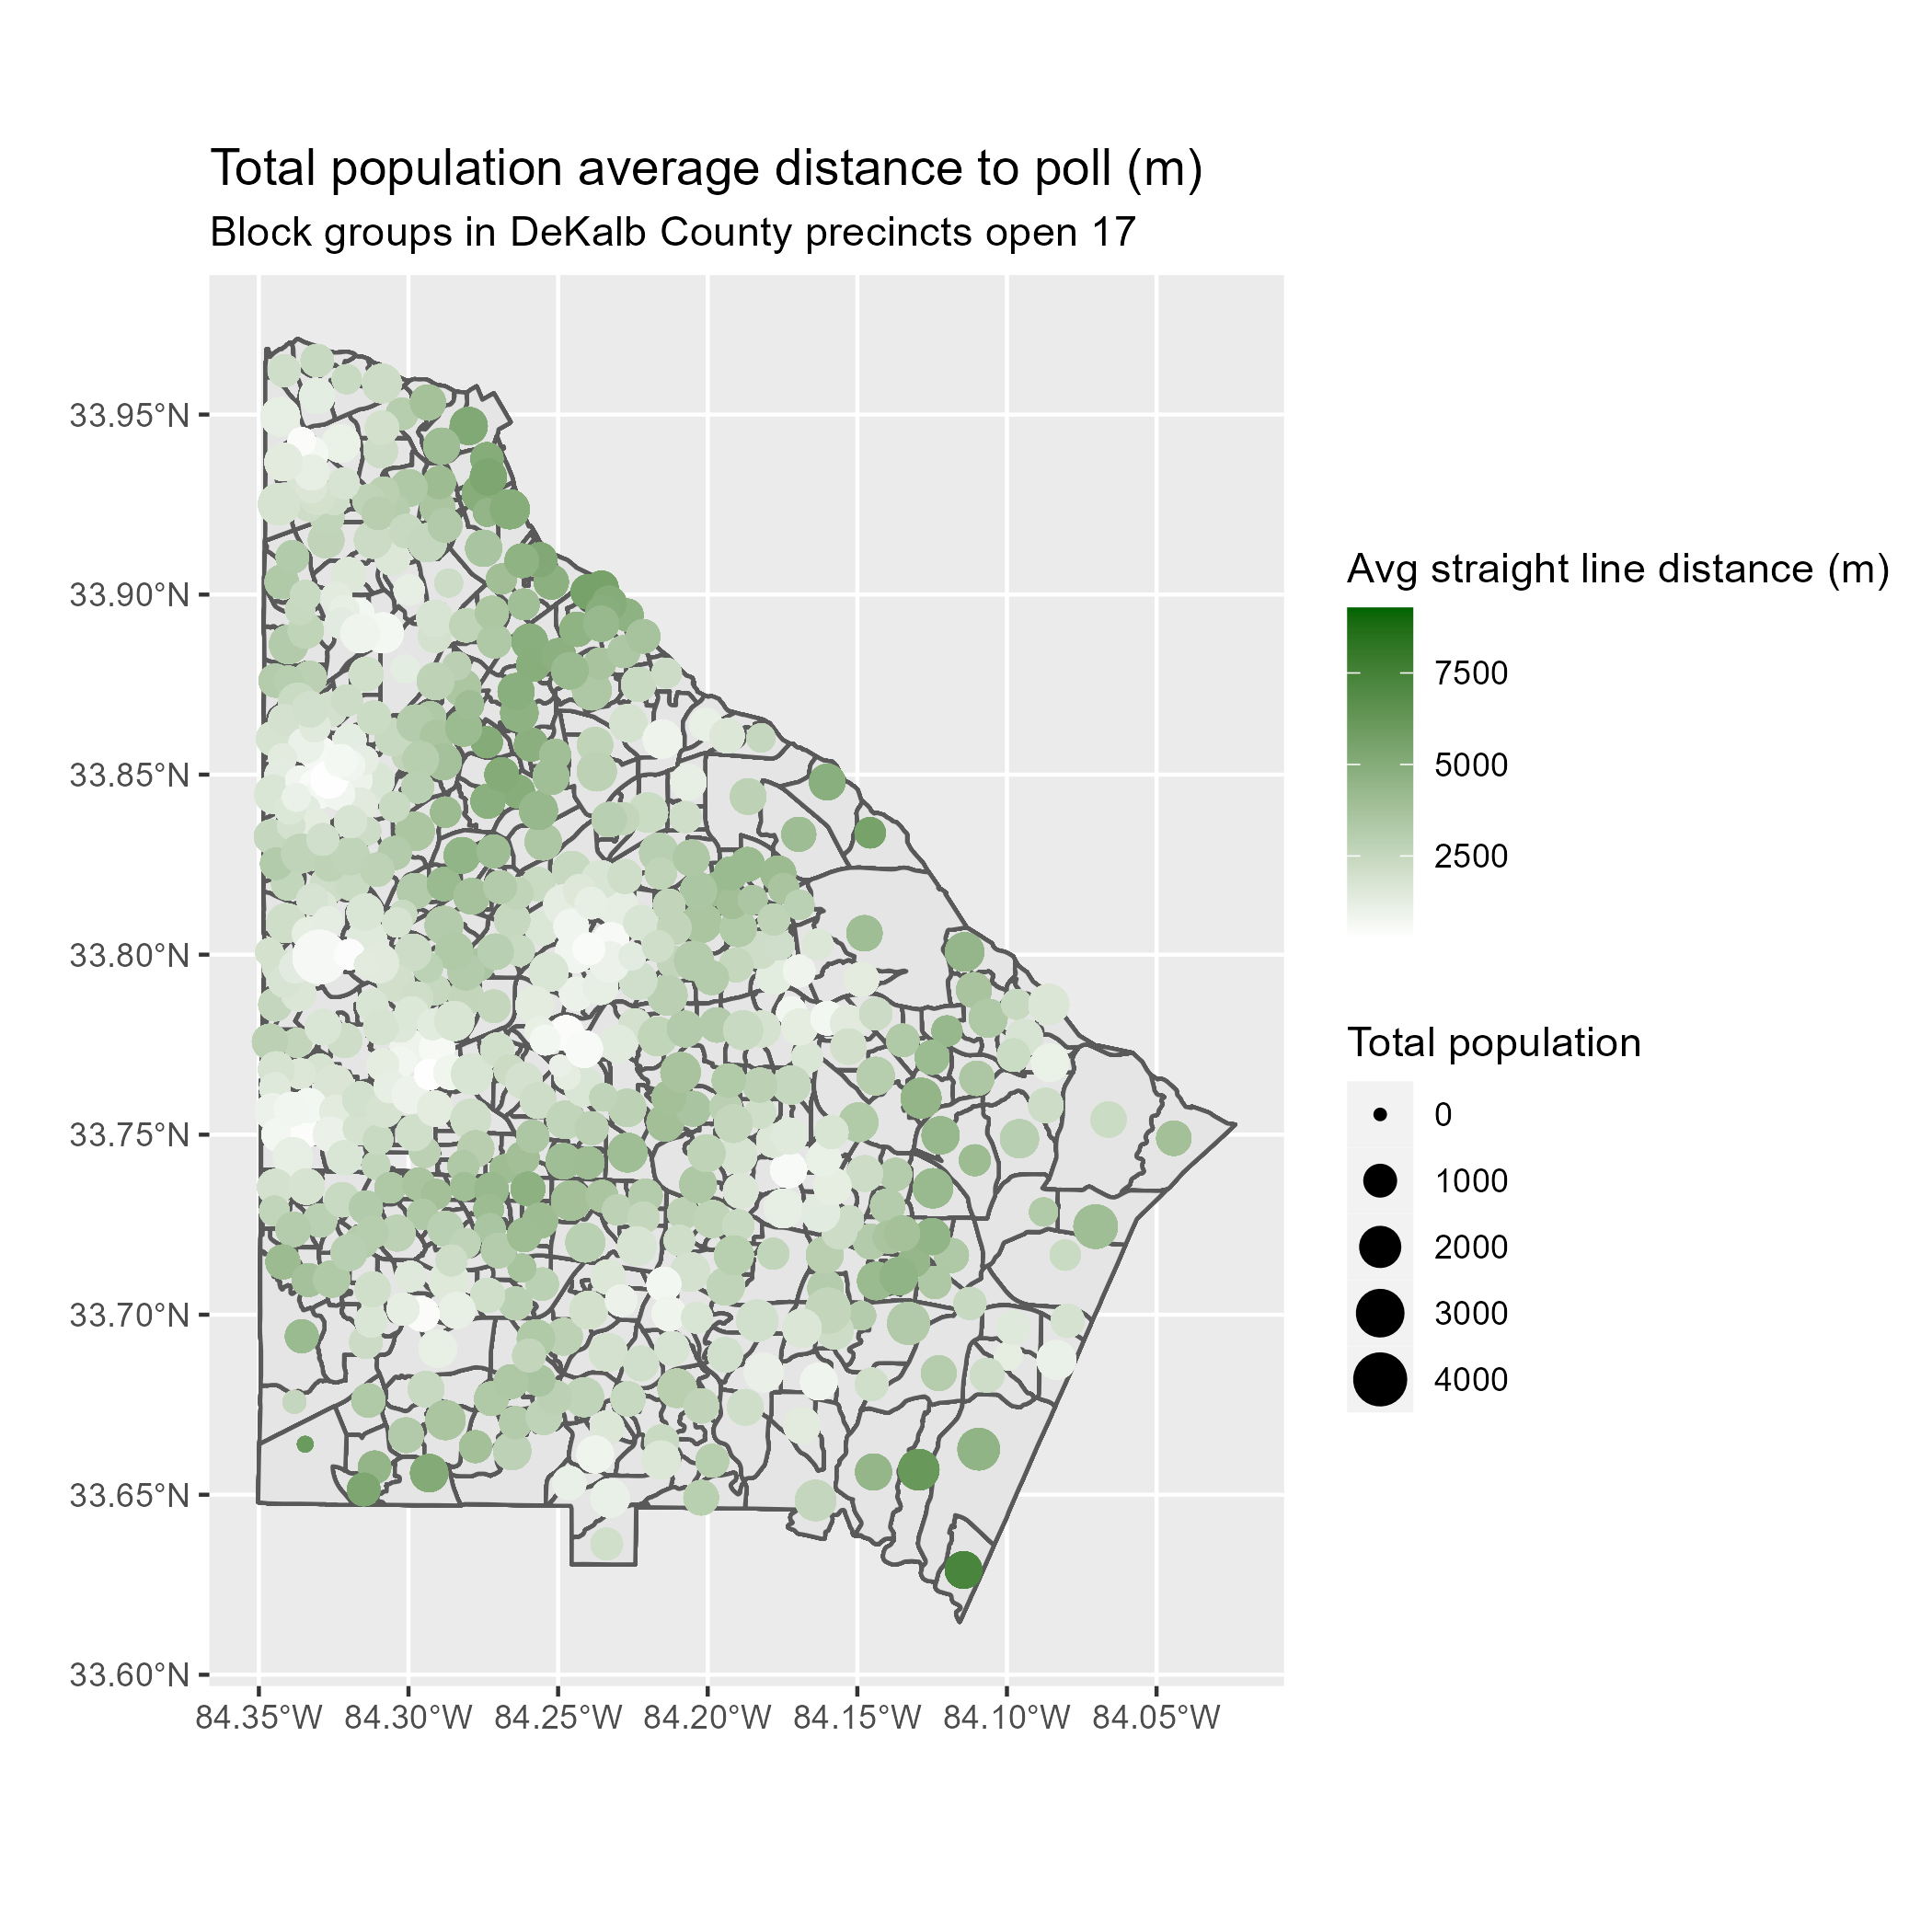 Total population average distance to poll (m)
Block groups in DeKalb County precincts open 17
33.95°N
33.90°N
33.85°N
33.80°N
33.75°N
33.70°N
33.65°N
33.60°N
84.35°W 84.30°W 84.25°W 84.20°W 84.15°W 84.10°W 84.05°W
Avg straight line distance (m)
7500
5000
2500
Total population
0
1000
2000
3000
4000